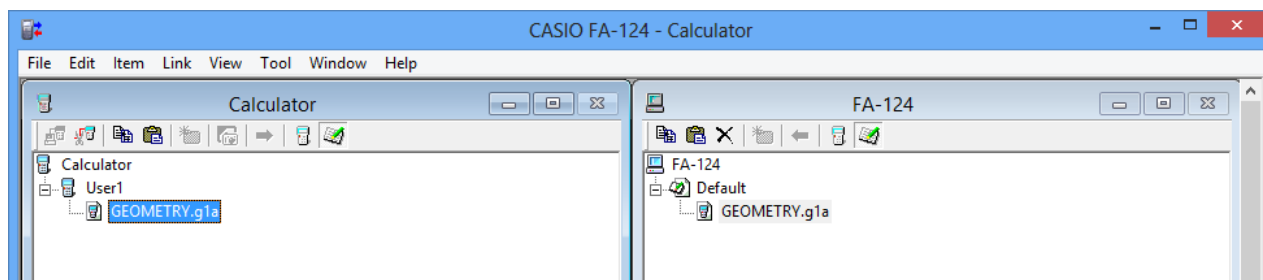 CASIO FA-124 - Calculator
File Edit Item Link View Tool Window Help
Calculator
FA-124
Calculator
User1
GEOMETRY.g1a
FA-124
Default
GEOMETRY.g1a